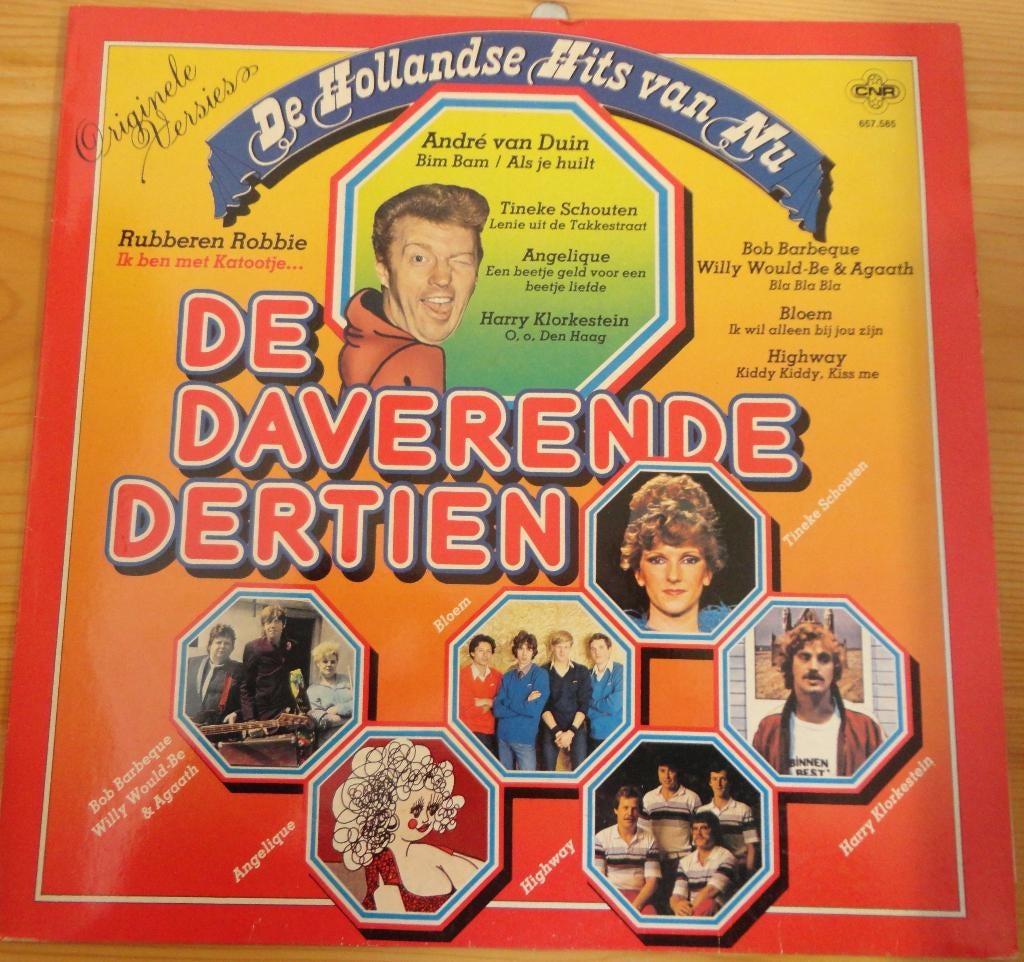 Originele
Versies
De Hollandse Hits van Nu
CNR
657.565
André van Duin
Bim Bam / Als je huilt
Tineke Schouten
Lenie uit de Takkestraat
Angelique
Een beetje geld voor een
beetje liefde
Harry Klorkestein
O, o, Den Haag
Rubberen Robbie
Ik ben met Katootje...
Bob Barbeque
Willy Would-Be & Agaath
Bla Bla Bla
Bloem
Ik wil alleen bij jou zijn
Highway
Kiddy Kiddy, Kiss me
DE
DAVERENDE
DERTIEN
Tineke Schouten
Bloem
Bob Barbeque
Willy Would-Be
& Agaath
Angelique
Highway
Harry Klorkestein
BINNEN
BEST'